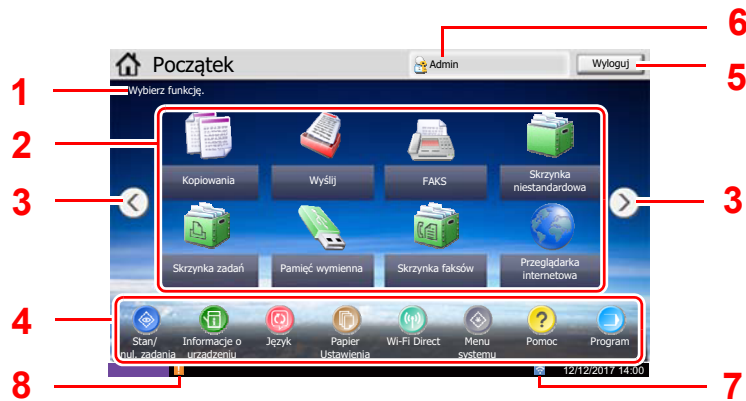 6
Początek
Admin
Wyloguj
5
1
Wybierz funkcję.
2
Kopiowania
Wyślij
FAKS
Skrzynka
niestandardowa
3
3
Skrzynka zadań
Pamięć wymienna
Skrzynka faksów
Przeglądarka
internetowa
4
Stan/
nul. zadania
Informacje o
urządzeniu
Język
Papier
Ustawienia
Wi-Fi Direct
Menu
systemu
?
Pomoc
Program
8
!
12/12/2017 14:00
7